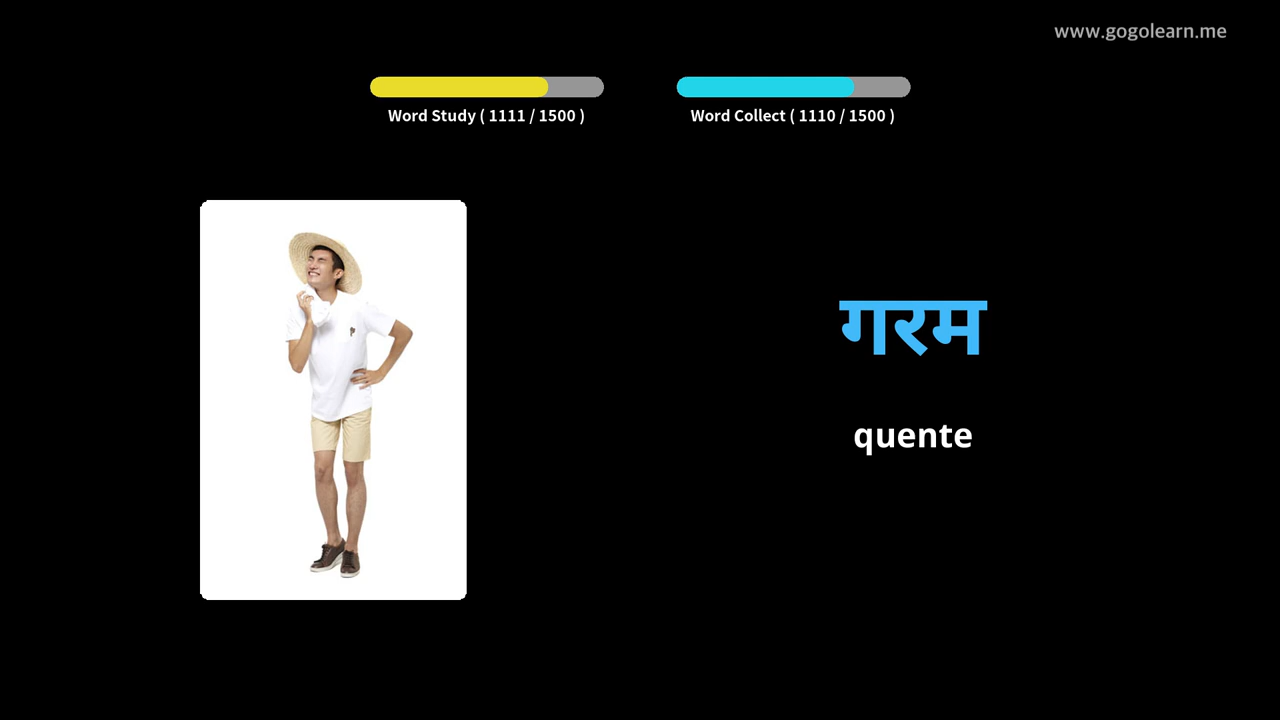 www.gogolearn.me
Word Study ( 1111 / 1500 )
Word Collect ( 1110 / 1500 )
गरम
quente